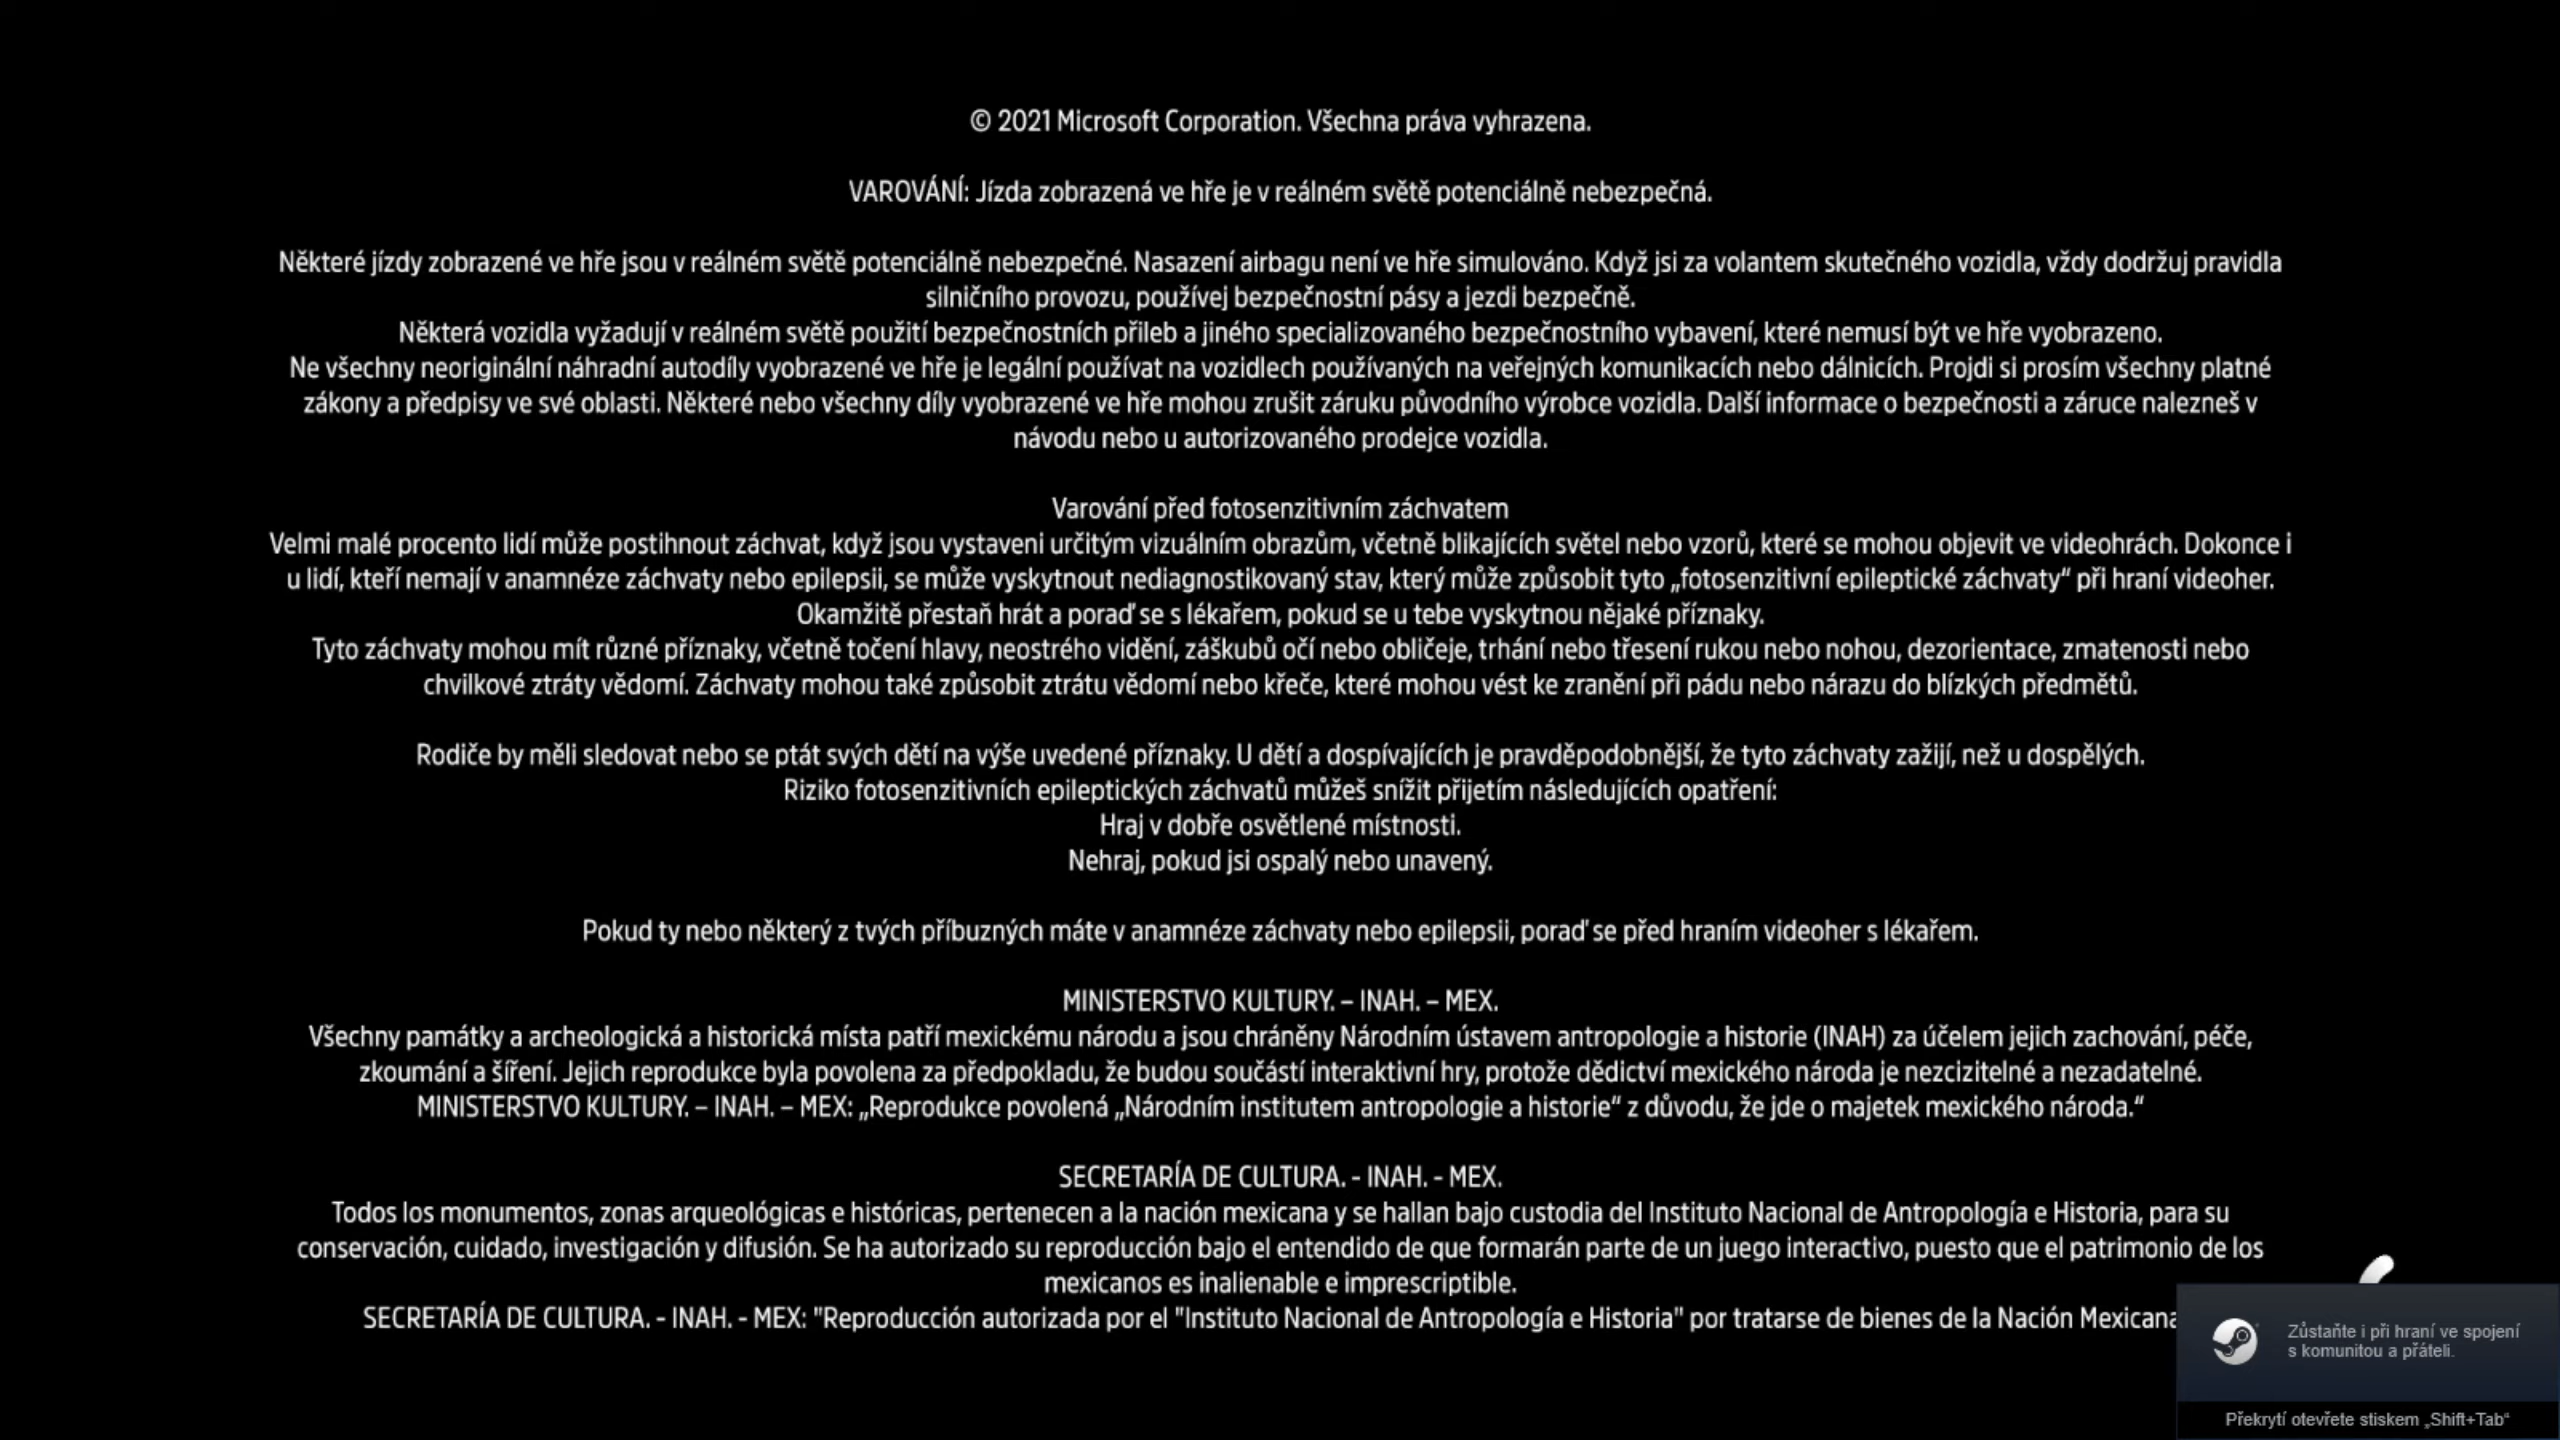 © 2021 Microsoft Corporation. Všechna práva vyhrazena.
VAROVÁNÍ: Jízda zobrazená ve hře je v reálném světě potenciálně nebezpečná.
Některé jízdy zobrazené ve hře jsou v reálném světě potenciálně nebezpečné. Nasazení airbagu není ve hře simulováno. Když jsi za volantem skutečného vozidla, vždy dodržuj pravidla
silničního provozu, používej bezpečnostní pásy a jezdi bezpečně.
Některá vozidla vyžadují v reálném světě použití bezpečnostních přileb a jiného specializovaného bezpečnostního vybavení, které nemusí být ve hře vyobrazeno.
Ne všechny neoriginální náhradní autodíly vyobrazené ve hře je legální používat na vozidlech používaných na veřejných komunikacích nebo dálnicích. Projdi si prosím všechny platné
zákony a předpisy ve své oblasti. Některé nebo všechny díly vyobrazené ve hře mohou zrušit záruku původního výrobce vozidla. Další informace o bezpečnosti a záruce nalezneš v
návodu nebo u autorizovaného prodejce vozidla.
Varování před fotosenzitivním záchvatem
Velmi malé procento lidí může postihnout záchvat, když jsou vystaveni určitým vizuálním obrazům, včetně blikajících světel nebo vzorů, které se mohou objevit ve videohrách. Dokonce i
u lidí, kteří nemají v anamnéze záchvaty nebo epilepsii, se může vyskytnout nediagnostikovaný stav, který může způsobit tyto „fotosenzitivní epileptické záchvaty“ při hraní videoher.
Okamžitě přestaň hrát a poraď se s lékařem, pokud se u tebe vyskytnou nějaké příznaky.
Tyto záchvaty mohou mít různé příznaky, včetně točení hlavy, neostrého vidění, záškubů očí nebo obličeje, trhání nebo třesení rukou nebo nohou, dezorientace, zmatenosti nebo
chvilkové ztráty vědomí. Záchvaty mohou také způsobit ztrátu vědomí nebo křeče, které mohou vést ke zranění při pádu nebo nárazu do blízkých předmětů.
Rodiče by měli sledovat nebo se ptát svých dětí na výše uvedené příznaky. U dětí a dospívajících je pravděpodobnější, že tyto záchvaty zažijí, než u dospělých.
Riziko fotosenzitivních epileptických záchvatů můžeš snížit přijetím následujících opatření:
Hraj v dobře osvětlené místnosti.
Nehraj, pokud jsi ospalý nebo unavený.
Pokud ty nebo některý z tvých příbuzných máte v anamnéze záchvaty nebo epilepsii, poraď se před hraním videoher s lékařem.
MINISTERSTVO KULTURY. – INAH. – MEX.
Všechny památky a archeologická a historická místa patří mexickému národu a jsou chráněny Národním ústavem antropologie a historie (INAH) za účelem jejich zachování, péče,
zkoumání a šíření. Jejich reprodukce byla povolena za předpokladu, že budou součástí interaktivní hry, protože dědictví mexického národa je nezcizitelné a nezadatelné.
MINISTERSTVO KULTURY. – INAH. – MEX: „Reprodukce povolená „Národním institutem antropologie a historie“ z důvodu, že jde o majetek mexického národa.“
SECRETARÍA DE CULTURA. - INAH. - MEX.
Todos los monumentos, zonas arqueológicas e históricas, pertenecen a la nación mexicana y se hallan bajo custodia del Instituto Nacional de Antropología e Historia, para su
conservación, cuidado, investigación y difusión. Se ha autorizado su reproducción bajo el entendido de que formarán parte de un juego interactivo, puesto que el patrimonio de los
mexicanos es inalienable e imprescriptible.
SECRETARÍA DE CULTURA. - INAH. - MEX: "Reproducción autorizada por el "Instituto Nacional de Antropología e Historia" por tratarse de bienes de la Nación Mexicana
Zůstaňte i při hraní ve spojení
s komunitou a přáteli.
Překrytí otevřete stiskem „Shift+Tab“